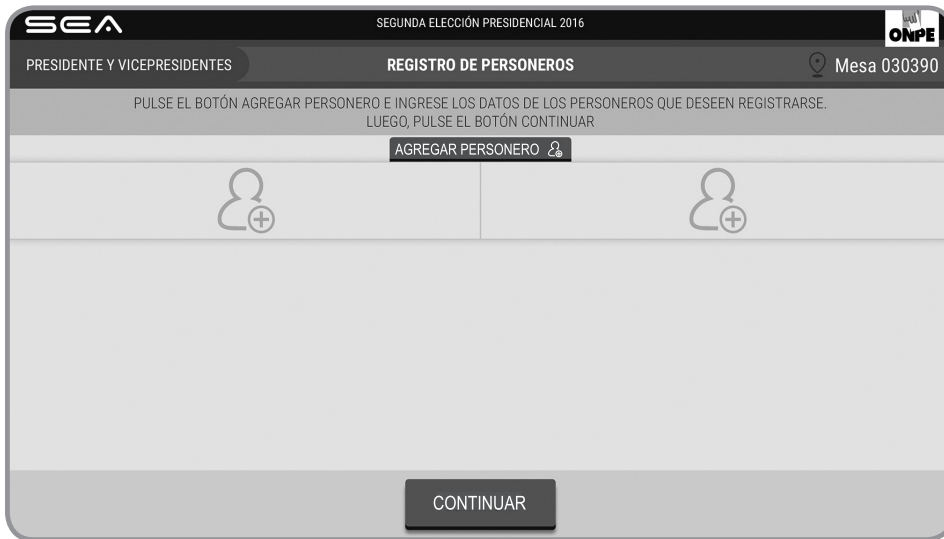 SEA
SEGUNDA ELECCIÓN PRESIDENCIAL 2016
ONPE
PRESIDENTE Y VICEPRESIDENTES
REGISTRO DE PERSONEROS
Mesa 030390
PULSE EL BOTÓN AGREGAR PERSONERO E INGRESE LOS DATOS DE LOS PERSONEROS QUE DESEEN REGISTRARSE.
LUEGO, PULSE EL BOTÓN CONTINUAR
AGREGAR PERSONERO
CONTINUAR